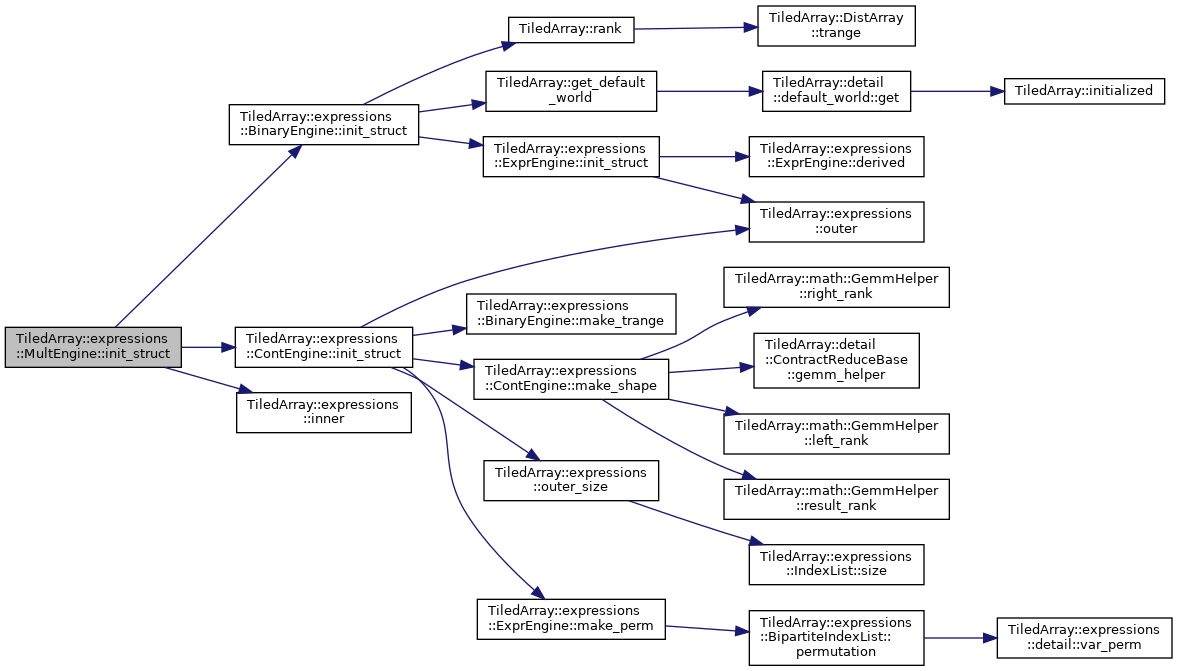 TiledArray::expressions
::MultEngine::init_struct
TiledArray::expressions
::BinaryEngine::init_struct
TiledArray::rank
TiledArray::DistArray
::trange
TiledArray::get_default
_world
TiledArray::detail
::default_world::get
TiledArray::initialized
TiledArray::expressions
::ExprEngine::init_struct
TiledArray::expressions
::ExprEngine::derived
TiledArray::expressions
::outer
TiledArray::expressions
::ContEngine::init_struct
TiledArray::expressions
::BinaryEngine::make_trange
TiledArray::expressions
::ContEngine::make_shape
TiledArray::math::GemmHelper
::right_rank
TiledArray::detail
::ContractReduceBase
::gemm_helper
TiledArray::math::GemmHelper
::left_rank
TiledArray::math::GemmHelper
::result_rank
TiledArray::expressions
::inner
TiledArray::expressions
::outer_size
TiledArray::expressions
::IndexList::size
TiledArray::expressions
::ExprEngine::make_perm
TiledArray::expressions
::BipartiteIndexList::
permutation
TiledArray::expressions
::detail::var_perm